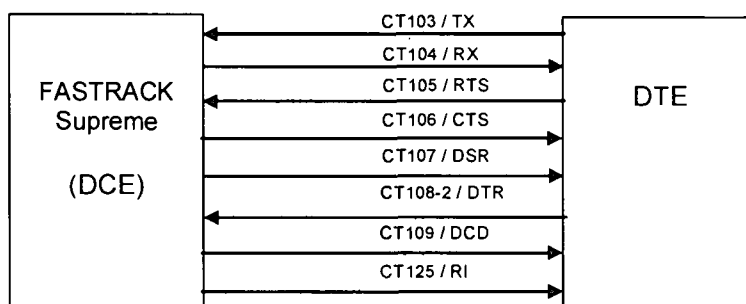 CT103 / TX
CT104 / RX
CT105 / RTS
CT106 / CTS
CT107 / DSR
CT108-2 / DTR
CT109 / DCD
CT125 / RI
FASTRACK
Supreme
(DCE)
DTE